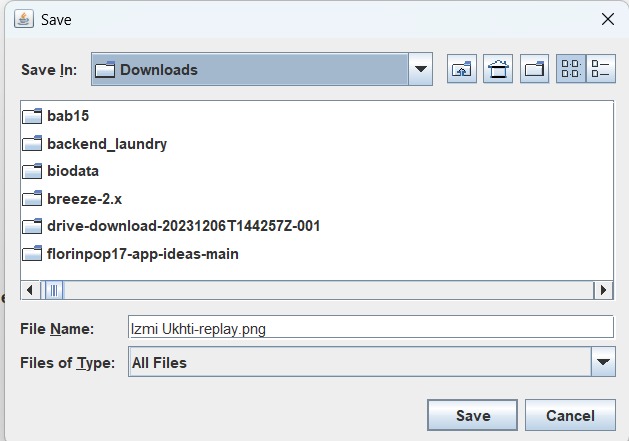 Save
Save In: Downloads
bab15
backend_laundry
biodata
breeze-2.x
drive-download-20231206T144257Z-001
florinpop17-app-ideas-main
File Name: Izmi Ukhti-replay.png
Files of Type: All Files
Save Cancel